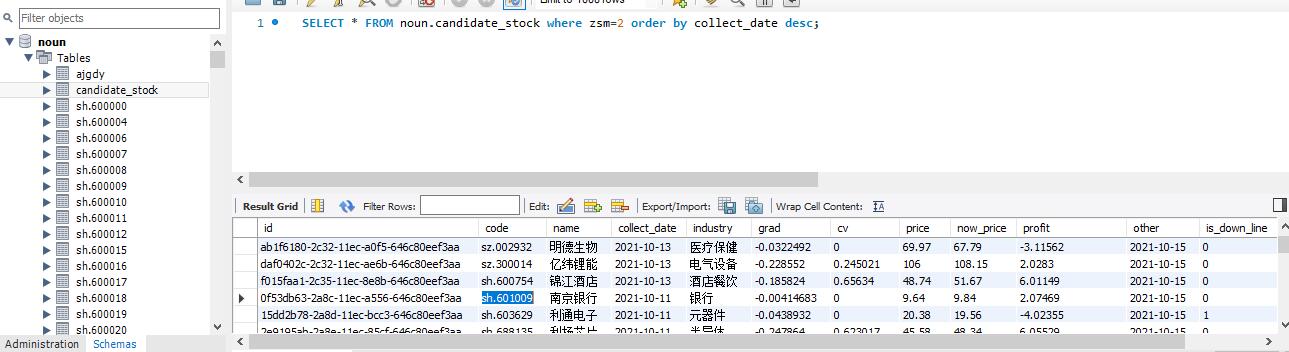 Limit to 1000 rows
Filter objects
1 SELECT * FROM noun.candidate_stock where zsm=2 order by collect_date desc;
noun
Tables
ajgdy
candidate_stock
sh.600000
sh.600004
sh.600006
sh.600007
sh.600008
sh.600009
sh.600010
sh.600011
sh.600012
sh.600015
sh.600016
sh.600017
sh.600018
sh.600019
sh.600020
Administration Schemas
Result Grid Filter Rows: Edit: Export/Import: Wrap Cell Content: IA
id code name collect_date industry grad cv price now_price profit other is_down_line
ab1f6180-2c32-11ec-a0f5-646c80eef3aa sz.002932 明德生物 2021-10-13 医疗保健 -0.0322492 0 69.97 67.79 -3.11562 2021-10-15 0
daf0402c-2c32-11ec-ae6b-646c80eef3aa sz.300014 亿纬锂能 2021-10-13 电气设备 -0.228552 0.245021 106 108.15 2.0283 2021-10-15 0
f015faa1-2c35-11ec-8e8b-646c80eef3aa sh.600754 锦江酒店 2021-10-13 酒店餐饮 -0.185824 0.65634 48.74 51.67 6.01149 2021-10-15 0
0f53db63-2a8c-11ec-a556-646c80eef3aa sh.601009 南京银行 2021-10-11 银行 -0.00414683 0 9.64 9.84 2.07469 2021-10-15 0
15dd2b78-2a8d-11ec-bcc3-646c80eef3aa sh.603629 利通电子 2021-10-11 元器件 -0.0438932 0 20.38 19.56 -4.02355 2021-10-15 1
2e9195ab-2a8e-11ec-85cf-646c80eef3aa sh.688135 利扬芯片 2021-10-11 半导体 -0.247864 0.623017 45.58 48.34 6.05529 2021-10-15 0